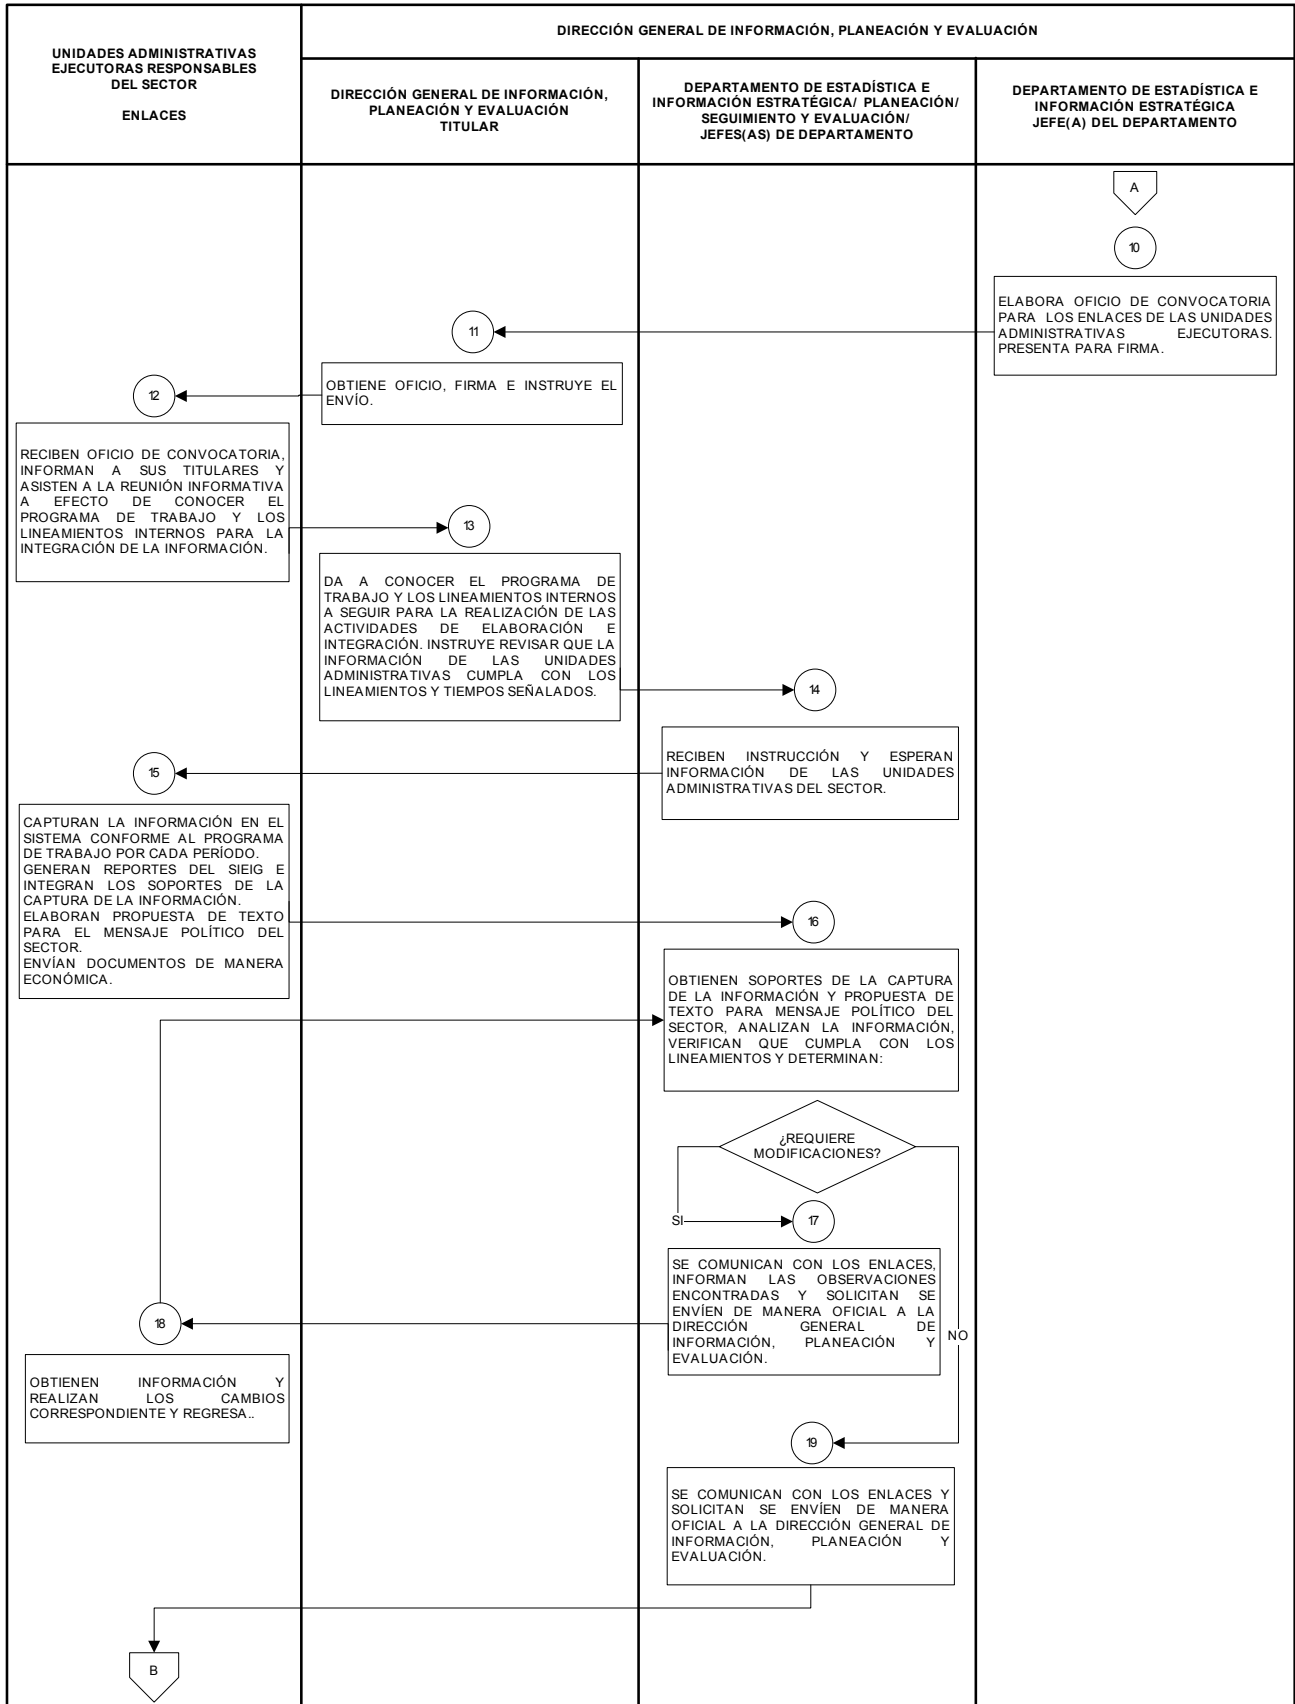 DIRECCIÓN GENERAL DE INFORMACIÓN, PLANEACIÓN Y EVALUACIÓN
UNIDADES ADMINISTRATIVAS
EJECUTORAS RESPONSABLES
DEL SECTOR
ENLACES
DIRECCIÓN GENERAL DE INFORMACIÓN,
PLANEACIÓN Y EVALUACIÓN
TITULAR
DEPARTAMENTO DE ESTADÍSTICA E
INFORMACIÓN ESTRATÉGICA/ PLANEACIÓN/
SEGUIMIENTO Y EVALUACIÓN/
JEFES(AS) DE DEPARTAMENTO
DEPARTAMENTO DE ESTADÍSTICA E
INFORMACIÓN ESTRATÉGICA
JEFE(A) DEL DEPARTAMENTO
A
10
ELABORA OFICIO DE CONVOCATORIA
PARA LOS ENLACES DE LAS UNIDADES
ADMINISTRATIVAS EJECUTORAS.
PRESENTA PARA FIRMA.
11
OBTIENE OFICIO, FIRMA E INSTRUYE EL
ENVÍO.
12
RECIBEN OFICIO DE CONVOCATORIA,
INFORMAN A SUS TITULARES Y
ASISTEN A LA REUNIÓN INFORMATIVA
A EFECTO DE CONOCER EL
PROGRAMA DE TRABAJO Y LOS
LINEAMIENTOS INTERNOS PARA LA
INTEGRACIÓN DE LA INFORMACIÓN.
13
DA A CONOCER EL PROGRAMA DE
TRABAJO Y LOS LINEAMIENTOS INTERNOS
A SEGUIR PARA LA REALIZACIÓN DE LAS
ACTIVIDADES DE ELABORACIÓN E
INTEGRACIÓN. INSTRUYE REVISAR QUE LA
INFORMACIÓN DE LAS UNIDADES
ADMINISTRATIVAS CUMPLA CON LOS
LINEAMIENTOS Y TIEMPOS SEÑALADOS.
14
RECIBEN INSTRUCCIÓN Y ESPERAN
INFORMACIÓN DE LAS UNIDADES
ADMINISTRATIVAS DEL SECTOR.
15
CAPTURAN LA INFORMACIÓN EN EL
SISTEMA CONFORME AL PROGRAMA
DE TRABAJO POR CADA PERÍODO.
GENERAN REPORTES DEL SIEIG E
INTEGRAN LOS SOPORTES DE LA
CAPTURA DE LA INFORMACIÓN.
ELABORAN PROPUESTA DE TEXTO
PARA EL MENSAJE POLÍTICO DEL
SECTOR.
ENVÍAN DOCUMENTOS DE MANERA
ECONÓMICA.
16
OBTIENEN SOPORTES DE LA CAPTURA
DE LA INFORMACIÓN Y PROPUESTA DE
TEXTO PARA MENSAJE POLÍTICO DEL
SECTOR, ANALIZAN LA INFORMACIÓN,
VERIFICAN QUE CUMPLA CON LOS
LINEAMIENTOS Y DETERMINAN:
¿REQUIERE
MODIFICACIONES?
SI
17
SE COMUNICAN CON LOS ENLACES,
INFORMAN LAS OBSERVACIONES
ENCONTRADAS Y SOLICITAN SE
ENVÍEN DE MANERA OFICIAL A LA
DIRECCIÓN GENERAL DE
INFORMACIÓN, PLANEACIÓN Y
EVALUACIÓN.
NO
18
OBTIENEN INFORMACIÓN Y
REALIZAN LOS CAMBIOS
CORRESPONDIENTE Y REGRESA..
19
SE COMUNICAN CON LOS ENLACES Y
SOLICITAN SE ENVÍEN DE MANERA
OFICIAL A LA DIRECCIÓN GENERAL DE
INFORMACIÓN, PLANEACIÓN Y
EVALUACIÓN.
B